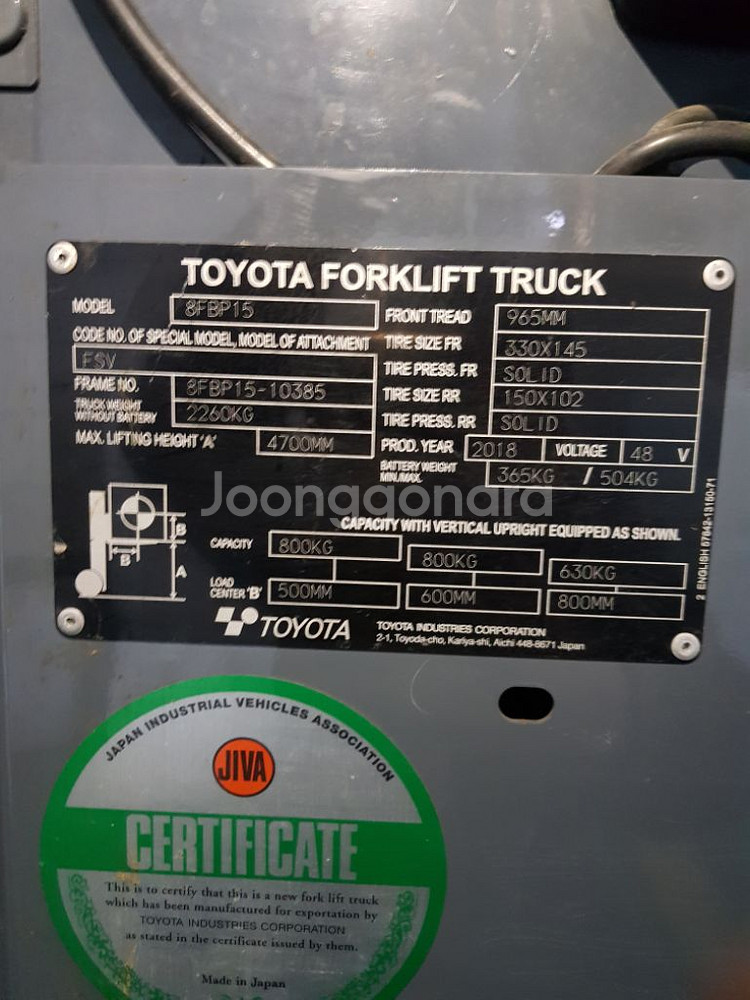 TOYOTA FORKLIFT TRUCK
MODEL 8FBP15
CODE NO. OF SPECIAL MODEL, MODEL OF ATTACHMENT
FSV
FRAME NO. 8FBP15-10385
TRUCK WEIGHT WITHOUT BATTERY 2260KG
MAX. LIFTING HEIGHT 'A' 4700MM
FRONT TREAD 965MM
TIRE SIZE FR 330X145
TIRE PRESS. FR SOLID
TIRE SIZE RR 150X102
TIRE PRESS. RR SOLID
PROD. YEAR 2018 VOLTAGE 48 V
BATTERY WEIGHT MIN./MAX. 365KG / 504KG
Joonggonara
CAPACITY WITH VERTICAL UPRIGHT EQUIPPED AS SHOWN.
B
B A
CAPACITY 800KG 800KG 630KG
LOAD CENTER 'B' 500MM 600MM 800MM
TOYOTA
TOYOTA INDUSTRIES CORPORATION
2-1, Toyoda-cho, Kariya-shi, Aichi 448-8671 Japan
2 ENGLISH 57642-13150-71
JAPAN INDUSTRIAL VEHICLES ASSOCIATION
JIVA
CERTIFICATE
This is to certify that this is a new fork lift truck
which has been manufactured for exportation by
TOYOTA INDUSTRIES CORPORATION
as stated in the certificate issued by them.
Made in Japan